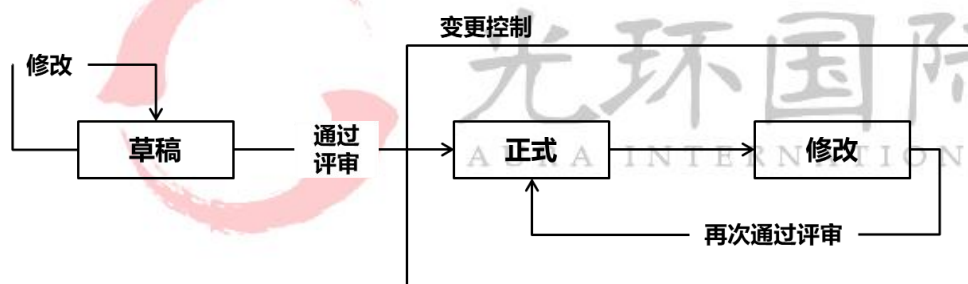 变更控制
修改
草稿
通过
评审
正式
修改
再次通过评审
光环国际
AURA INTERNATION